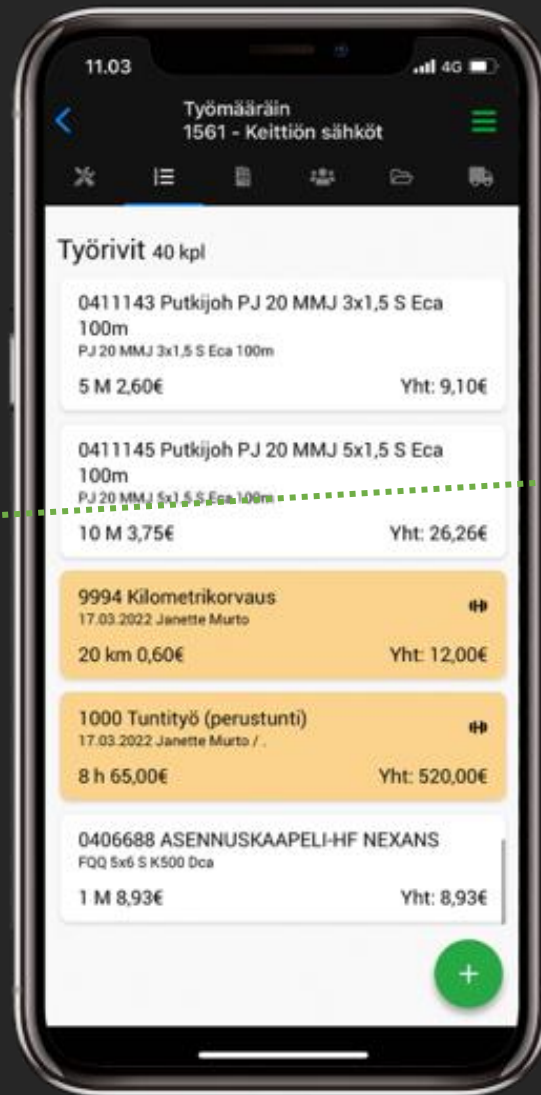 11.03
4G
Työmääräin
1561 - Keittiön sähköt
Työrivit 40 kpl
0411143 Putkijoh PJ 20 MMJ 3x1,5 S Eca
100m
PJ 20 MMJ 3x1,5 S Eca 100m
5 M 2,60€ Yht: 9,10€
0411145 Putkijoh PJ 20 MMJ 5x1,5 S Eca
100m
PJ 20 MMJ 5x1,5 S Eca 100m
10 M 3,75€ Yht: 26,26€
9994 Kilometrikorvaus
17.03.2022 Janette Murto
20 km 0,60€ Yht: 12,00€
1000 Tuntityö (perustunti)
17.03.2022 Janette Murto / .
8 h 65,00€ Yht: 520,00€
0406688 ASENNUSKAAPELI-HF NEXANS
FQQ 5x6 S K500 Dca
1 M 8,93€ Yht: 8,93€
+